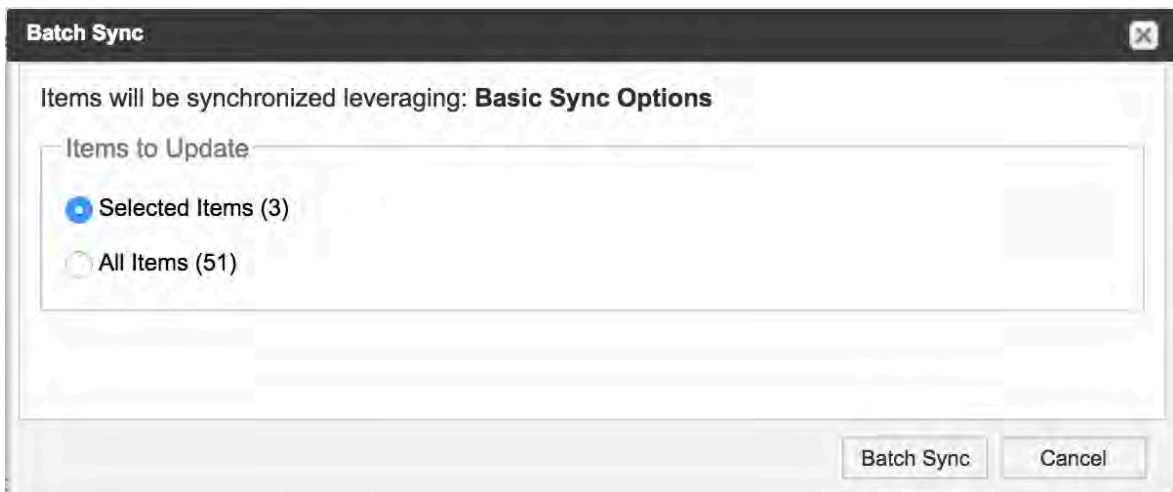 Batch Sync
Items will be synchronized leveraging: Basic Sync Options
Items to Update
Selected Items (3)
All Items (51)
Batch Sync
Cancel